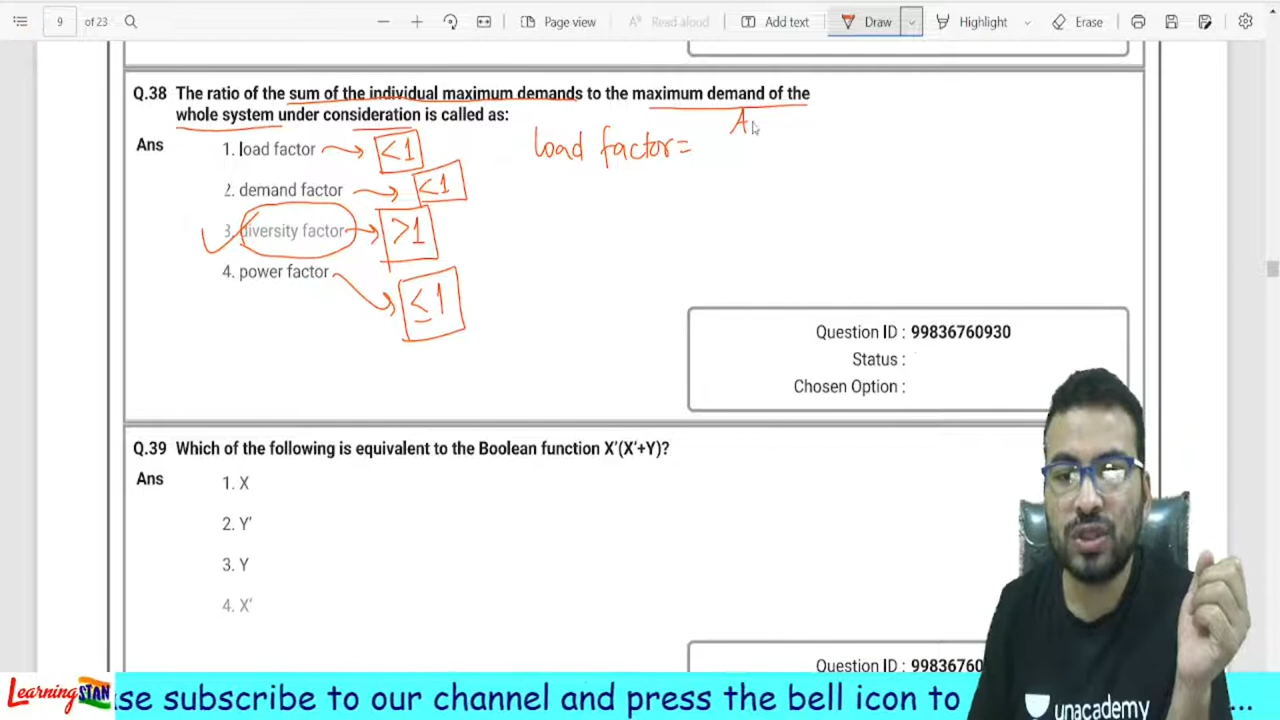 9 of 23 Page view Read aloud Add text Draw Highlight Erase
Q.38 The ratio of the sum of the individual maximum demands to the maximum demand of the
whole system under consideration is called as:
A
Ans
1. load factor <1 load factor=
2. demand factor <1
3. diversity factor >1
4. power factor ≤1
Question ID : 99836760930
Status :
Chosen Option :
Q.39 Which of the following is equivalent to the Boolean function X'(X'+Y)?
Ans
1. X
2. Y'
3. Y
4. X'
Question ID : 99836760
unacademy
Learning STAN se subscribe to our channel and press the bell icon to ...